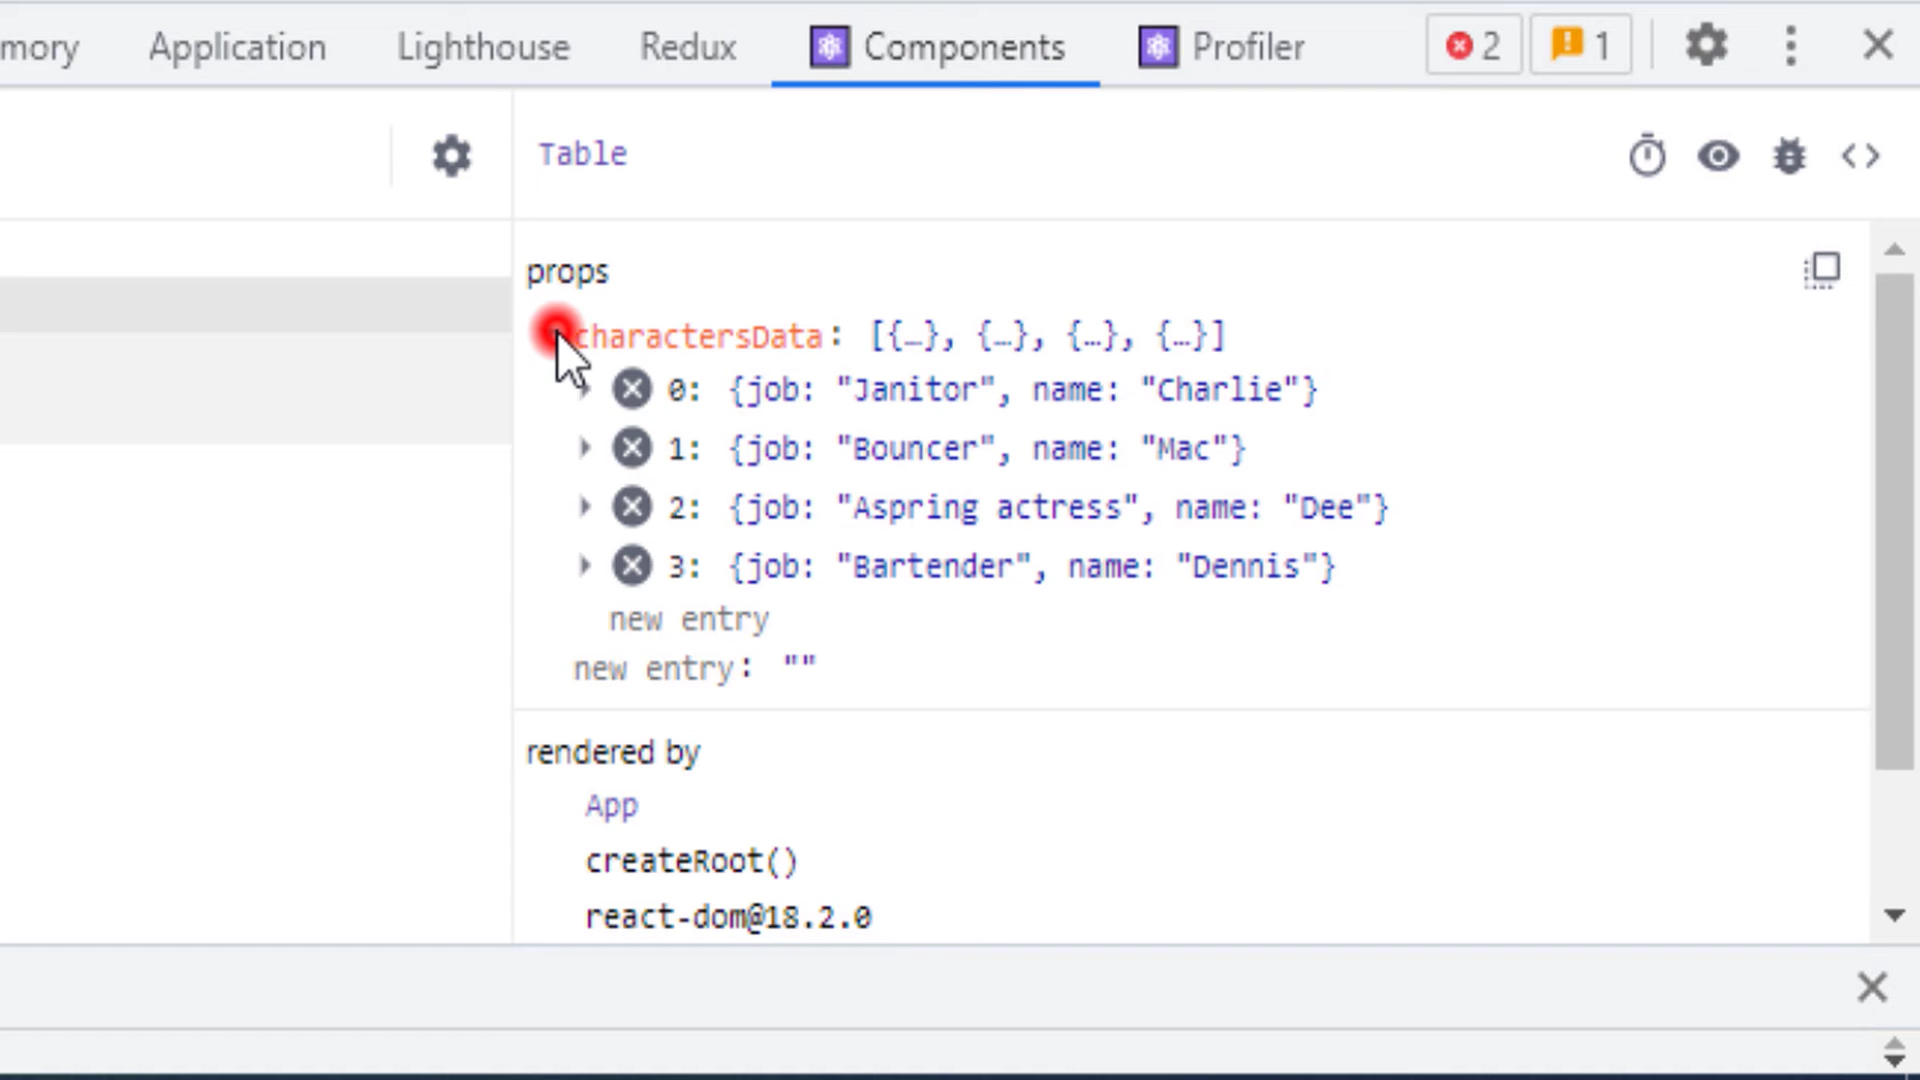 mory Application Lighthouse Redux Components Profiler 2 1
Table
props
charactersData: [{…}, {…}, {…}, {…}]
0: {job: "Janitor", name: "Charlie"}
1: {job: "Bouncer", name: "Mac"}
2: {job: "Aspring actress", name: "Dee"}
3: {job: "Bartender", name: "Dennis"}
new entry
new entry: ""
rendered by
App
createRoot()
react-dom@18.2.0